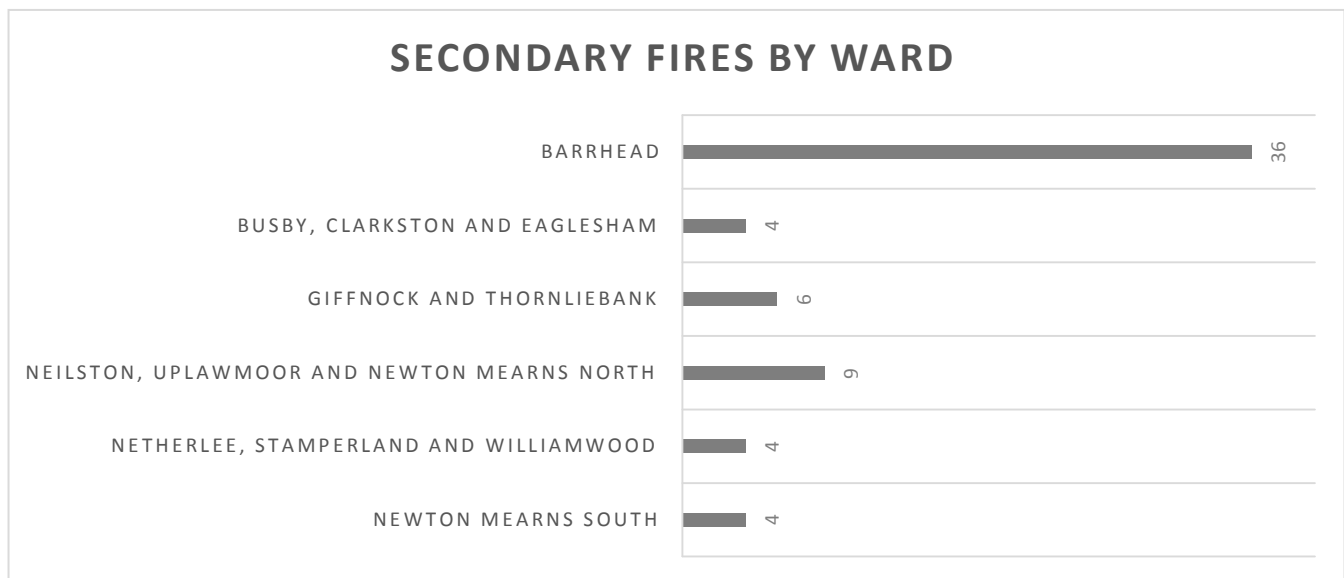 SECONDARY FIRES BY WARD
BARRHEAD
36
BUSBY, CLARKSTON AND EAGLESHAM
4
GIFFNOCK AND THORNLIEBANK
6
NEILSTON, UPLAWMOOR AND NEWTON MEARNS NORTH
9
NETHERLEE, STAMPERLAND AND WILLIAMWOOD
4
NEWTON MEARNS SOUTH
4